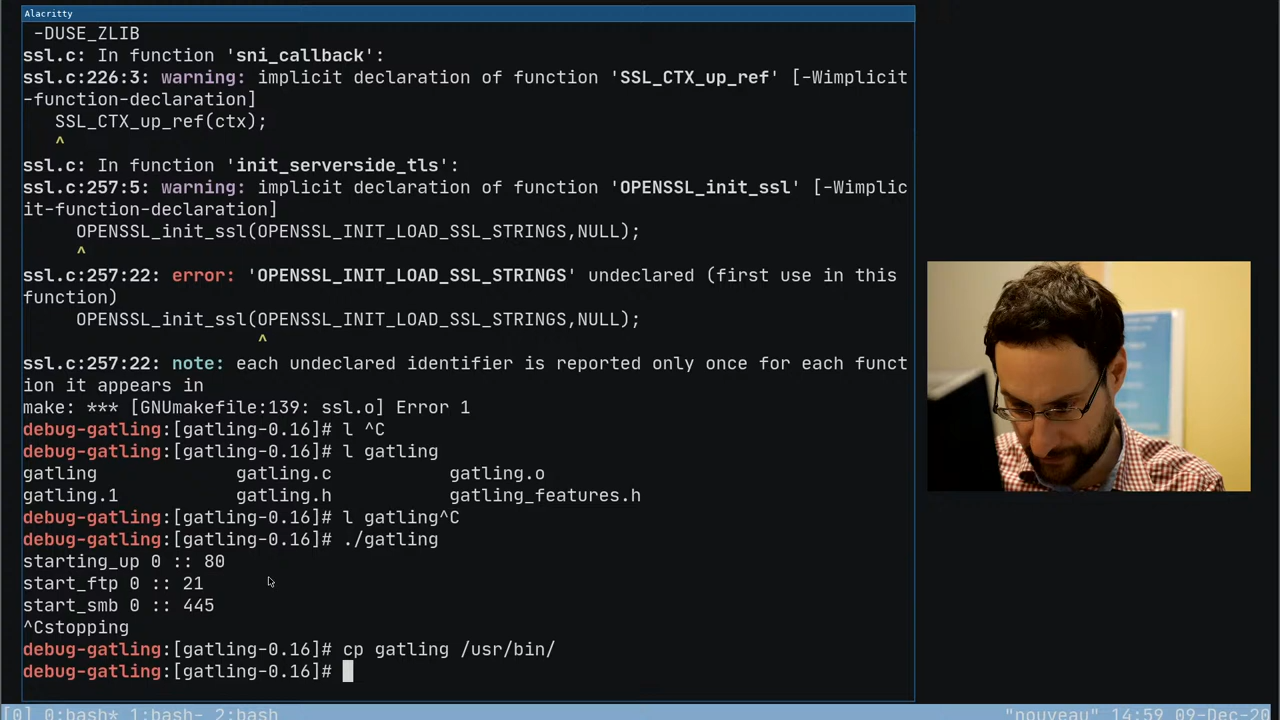 Alacritty
-DUSE_ZLIB
ssl.c: In function 'sni_callback':
ssl.c:226:3: warning: implicit declaration of function 'SSL_CTX_up_ref' [-Wimplicit
-function-declaration]
SSL_CTX_up_ref(ctx);
^
ssl.c: In function 'init_serverside_tls':
ssl.c:257:5: warning: implicit declaration of function 'OPENSSL_init_ssl' [-Wimplic
it-function-declaration]
OPENSSL_init_ssl(OPENSSL_INIT_LOAD_SSL_STRINGS,NULL);
^
ssl.c:257:22: error: 'OPENSSL_INIT_LOAD_SSL_STRINGS' undeclared (first use in this
function)
OPENSSL_init_ssl(OPENSSL_INIT_LOAD_SSL_STRINGS,NULL);
^
ssl.c:257:22: note: each undeclared identifier is reported only once for each funct
ion it appears in
make: *** [GNUmakefile:139: ssl.o] Error 1
debug-gatling:[gatling-0.16]# l ^C
debug-gatling:[gatling-0.16]# l gatling
gatling gatling.c gatling.o
gatling.1 gatling.h gatling_features.h
debug-gatling:[gatling-0.16]# l gatling^C
debug-gatling:[gatling-0.16]# ./gatling
starting_up 0 :: 80
start_ftp 0 :: 21
start_smb 0 :: 445
^Cstopping
debug-gatling:[gatling-0.16]# cp gatling /usr/bin/
debug-gatling:[gatling-0.16]#
[0] 0:bash* 1:bash- 2:bash "nouveau" 14:59 09-Dec-20